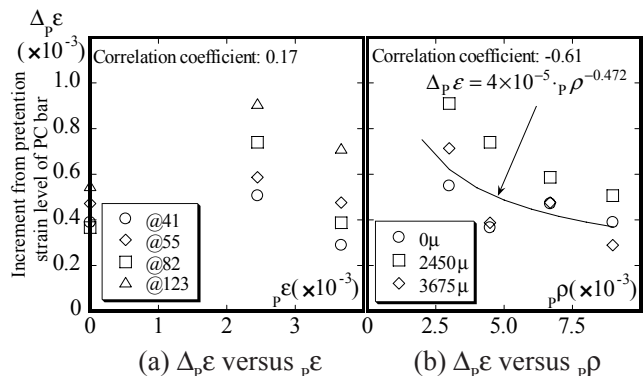 Δₚε
(×10⁻³)
Increment from pretention
strain level of PC bar
1.0
0.8
0.6
0.4
0.2
0
Correlation coefficient: 0.17
@41
@55
@82
@123
ₚε(×10⁻³)
0 1 2 3
(a) Δₚε versus ₚε
Correlation coefficient: -0.61
Δₚε = 4×10⁻⁵·ₚρ⁻⁰·⁴⁷²
0μ
2450μ
3675μ
ₚρ(×10⁻³)
2.5 5.0 7.5
(b) Δₚε versus ₚρ